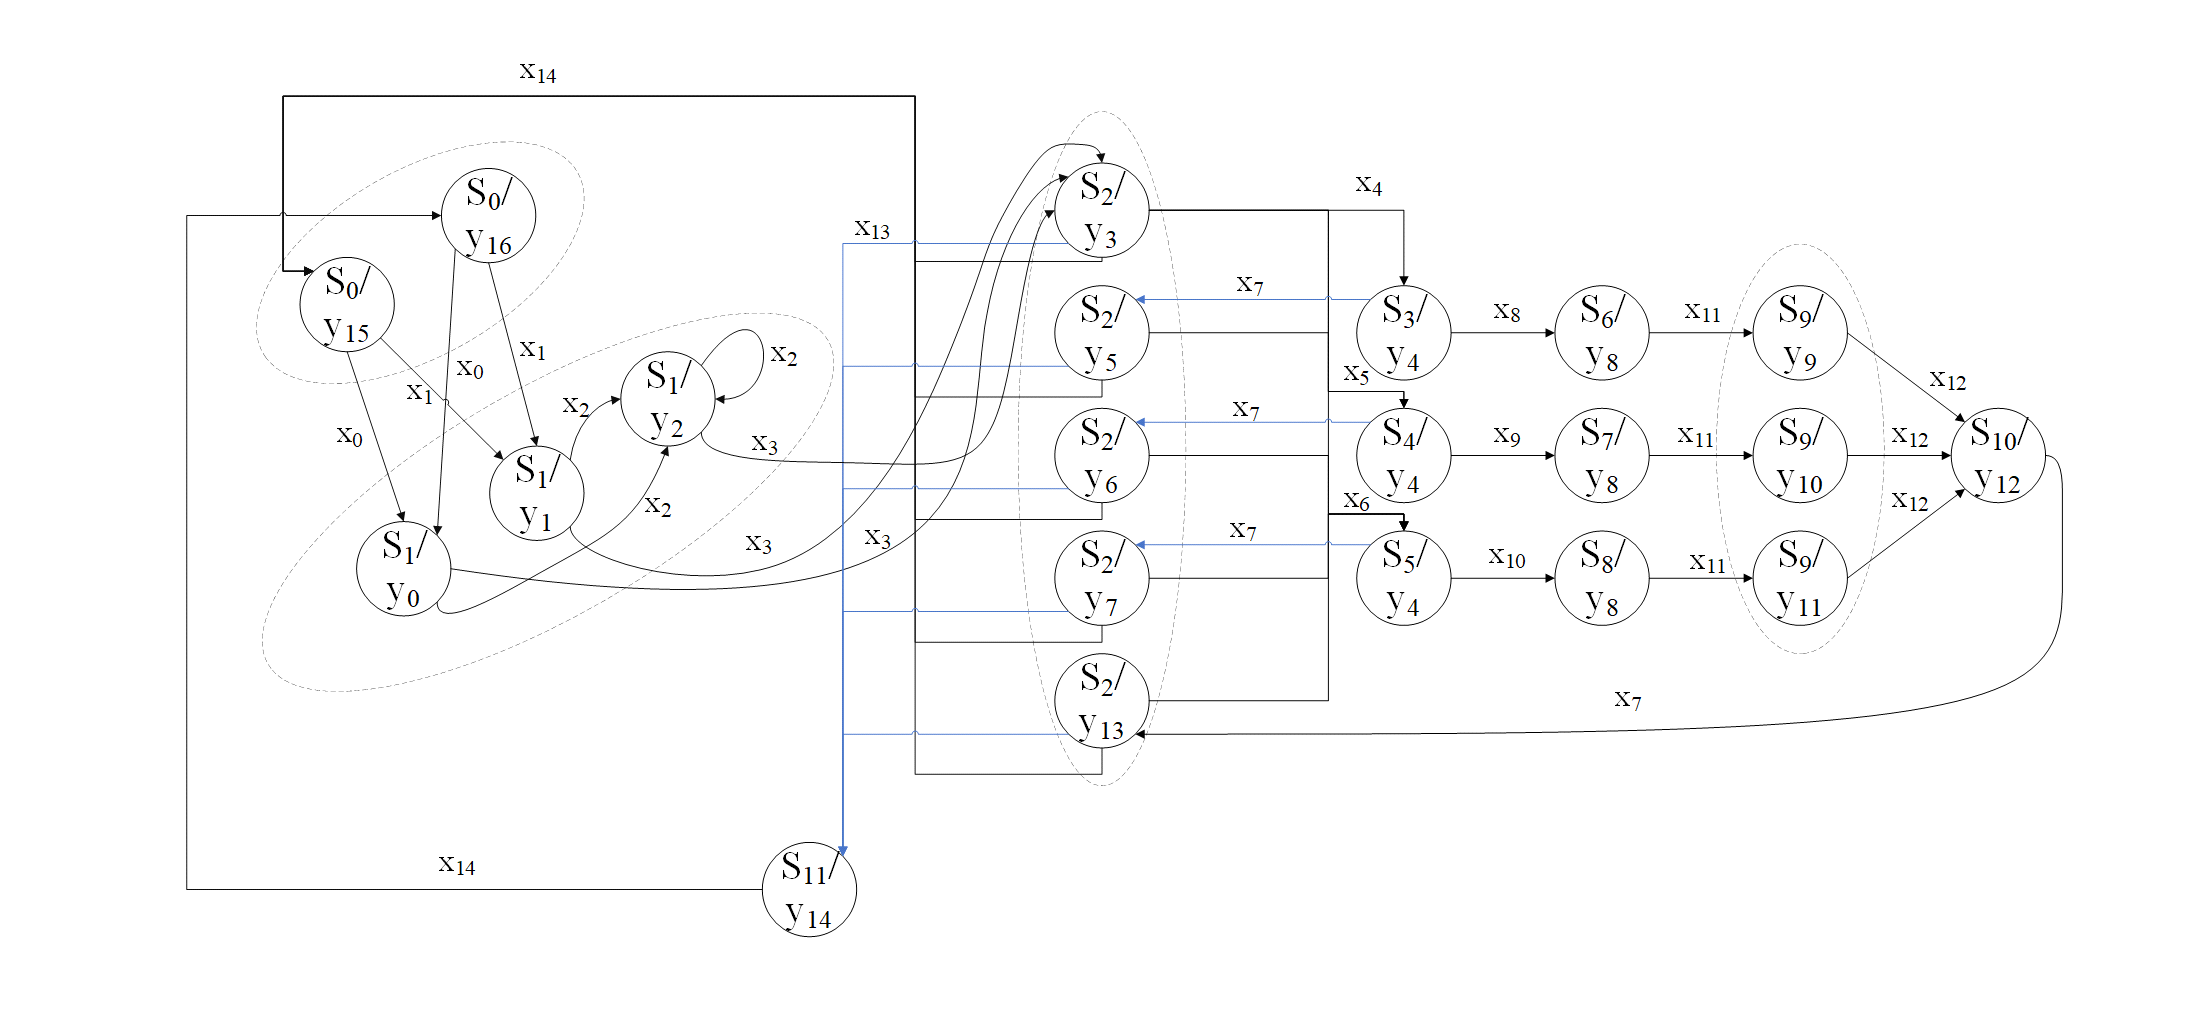 x₁₄
S₀/
y₁₆
x₄
S₂/
y₃
x₁₃
S₀/
y₁₅
x₇
S₂/
y₅
S₃/
y₄
x₈
S₆/
y₈
x₁₁
S₉/
y₉
x₁
x₀
x₁
x₂
S₁/
y₂
x₂
x₅
x₁₂
x₀
x₃
x₇
S₂/
y₆
S₄/
y₄
x₉
S₇/
y₈
x₁₁
S₉/
y₁₀
x₁₂
S₁₀/
y₁₂
S₁/
y₁
x₂
x₃
x₃
x₆
x₁₂
S₁/
y₀
x₇
S₂/
y₇
S₅/
y₄
x₁₀
S₈/
y₈
x₁₁
S₉/
y₁₁
S₂/
y₁₃
x₇
x₁₄
S₁₁/
y₁₄